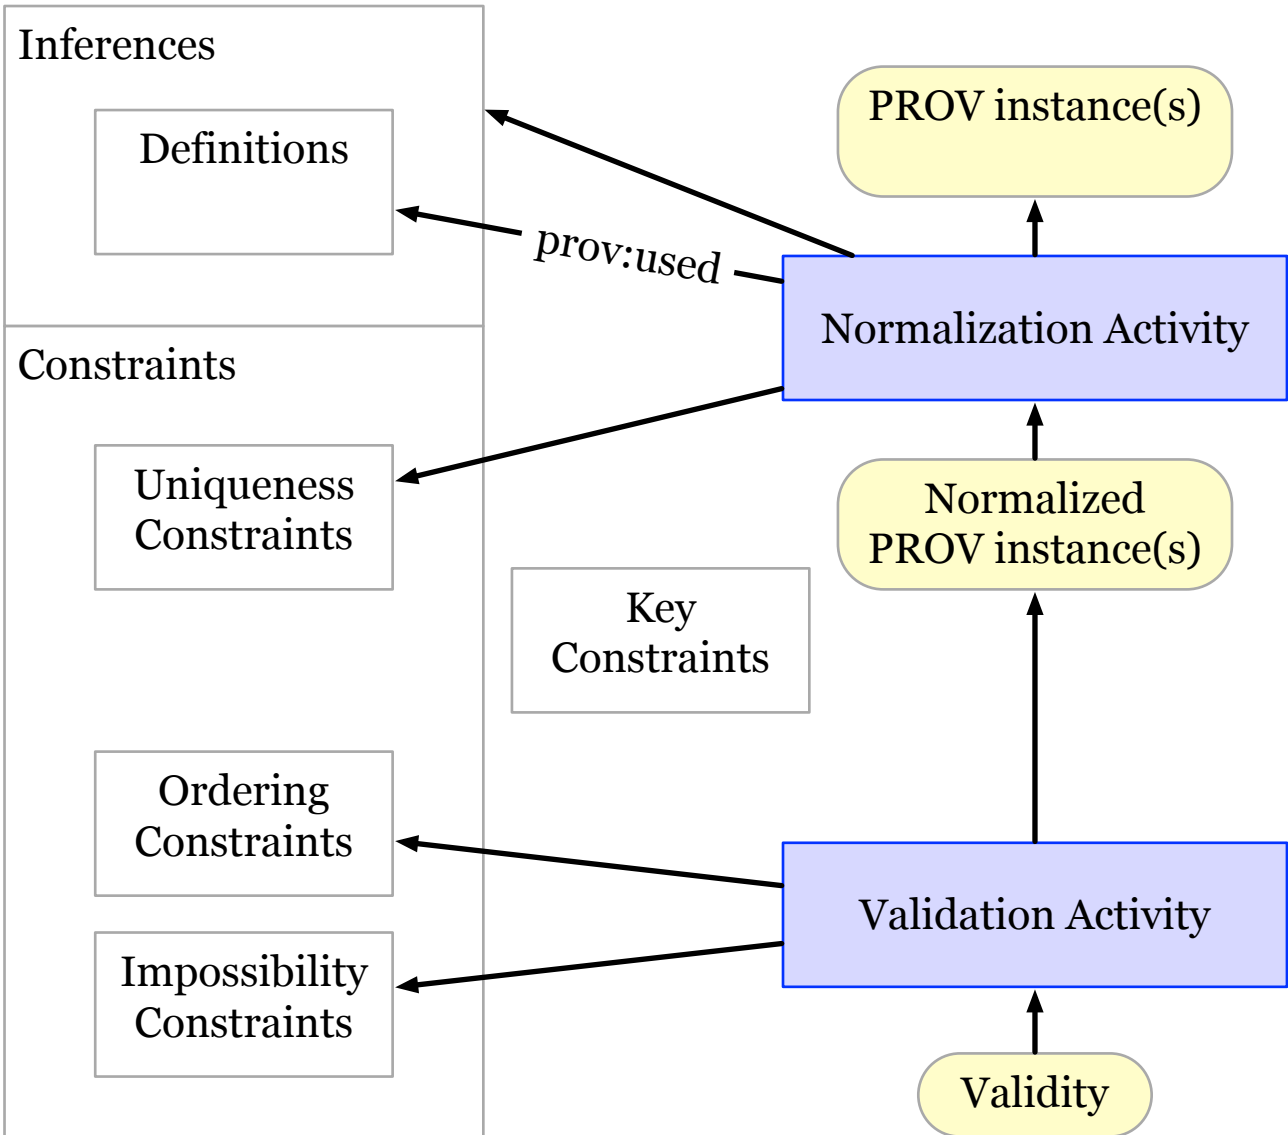 Inferences
Definitions
PROV instance(s)
prov:used
Normalization Activity
Constraints
Uniqueness
Constraints
Normalized
PROV instance(s)
Key
Constraints
Ordering
Constraints
Validation Activity
Impossibility
Constraints
Validity